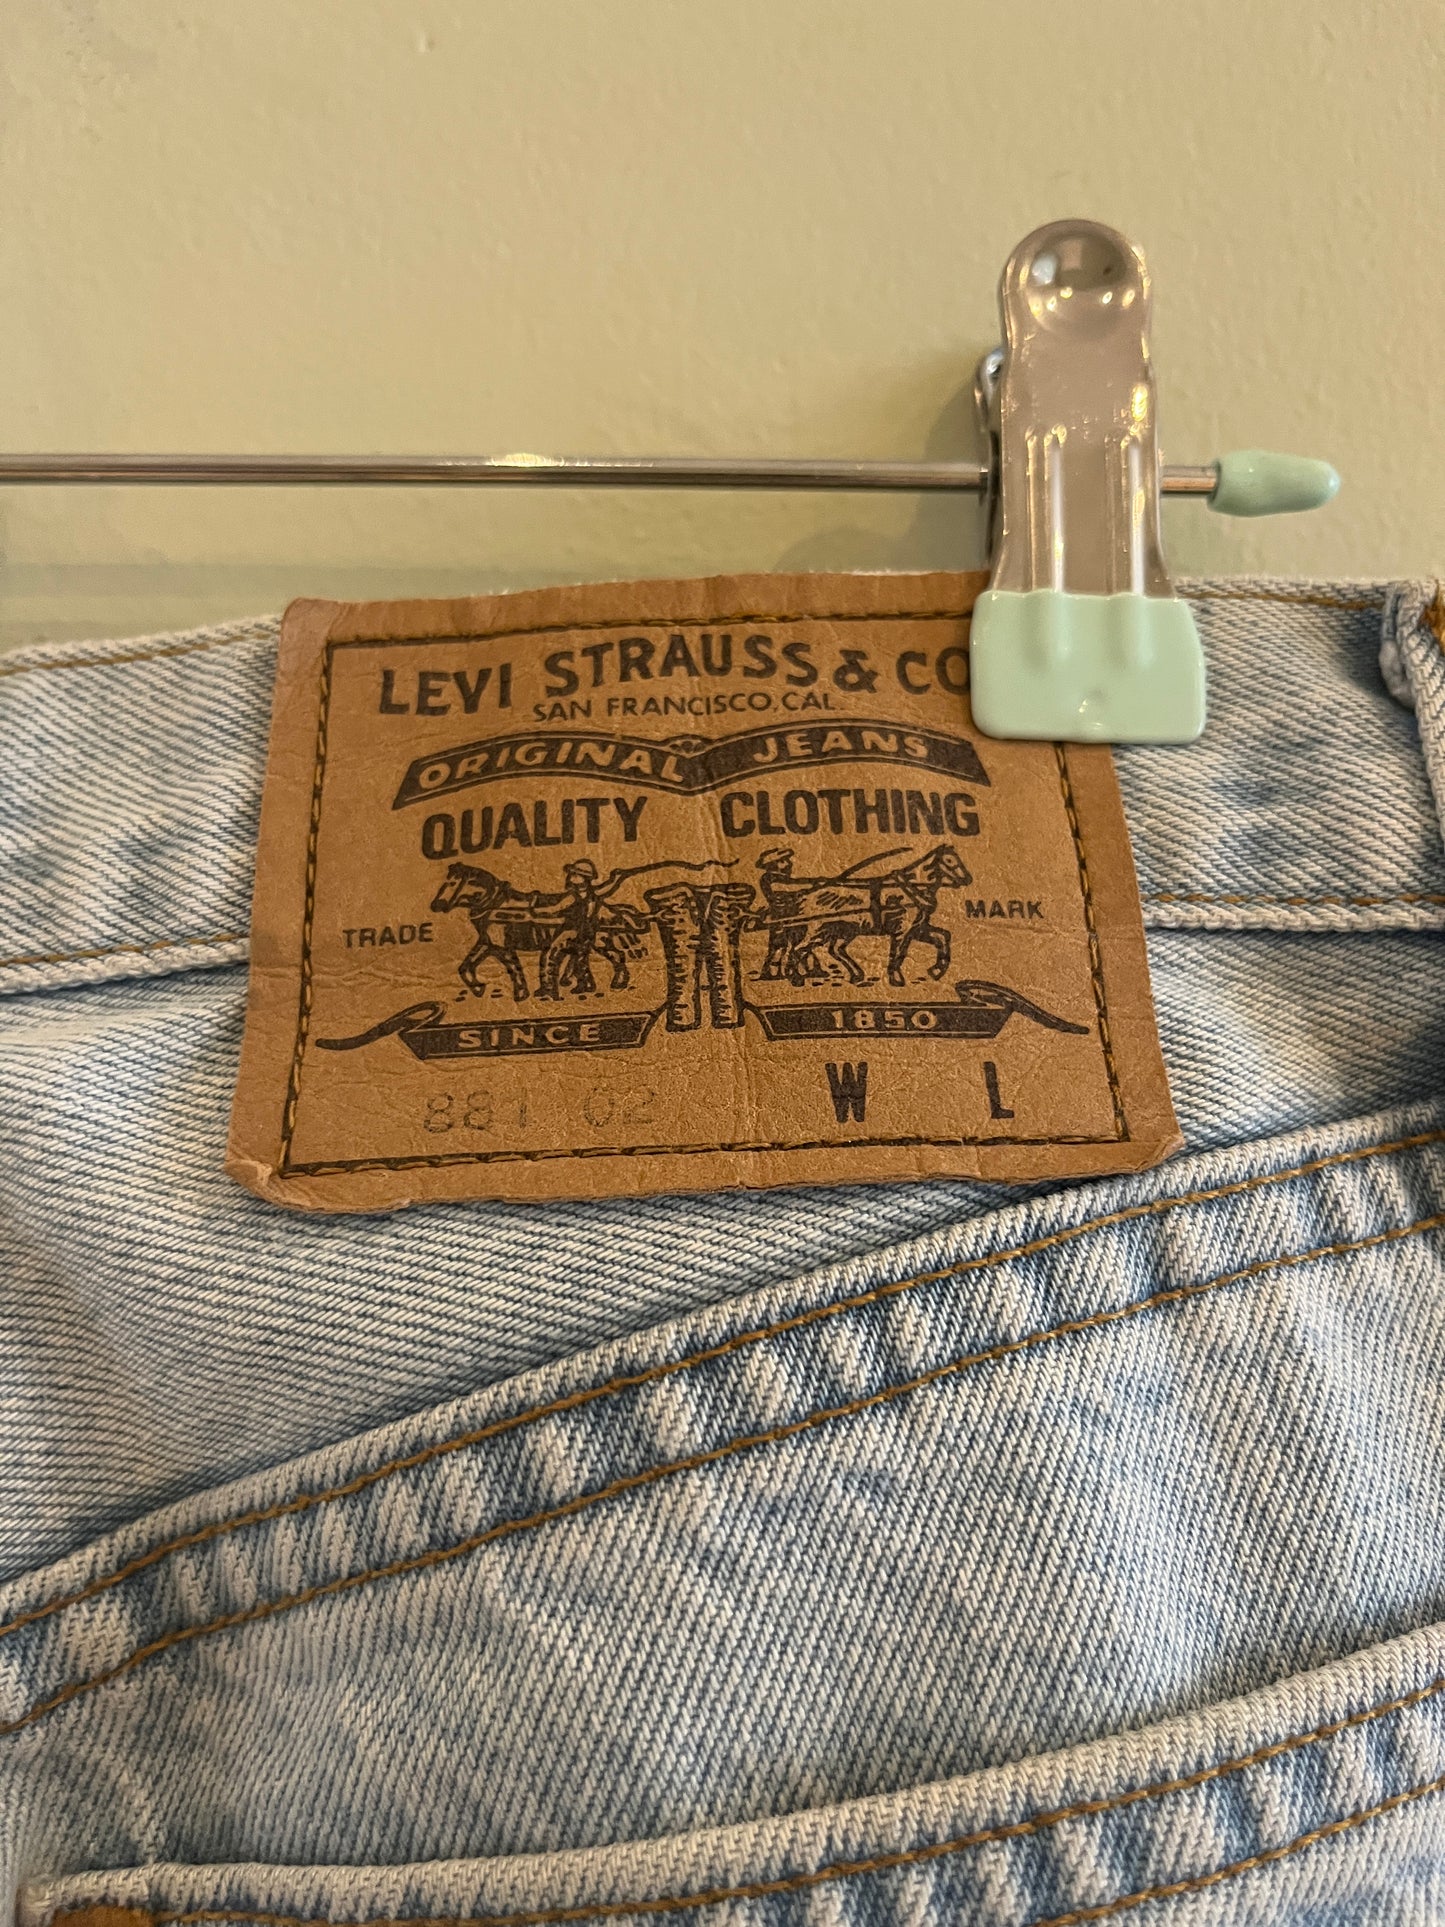 LEVI STRAUSS & CO
SAN FRANCISCO, CAL.
ORIGINAL JEANS
QUALITY CLOTHING
TRADE MARK
SINCE 1850
881 02 W L